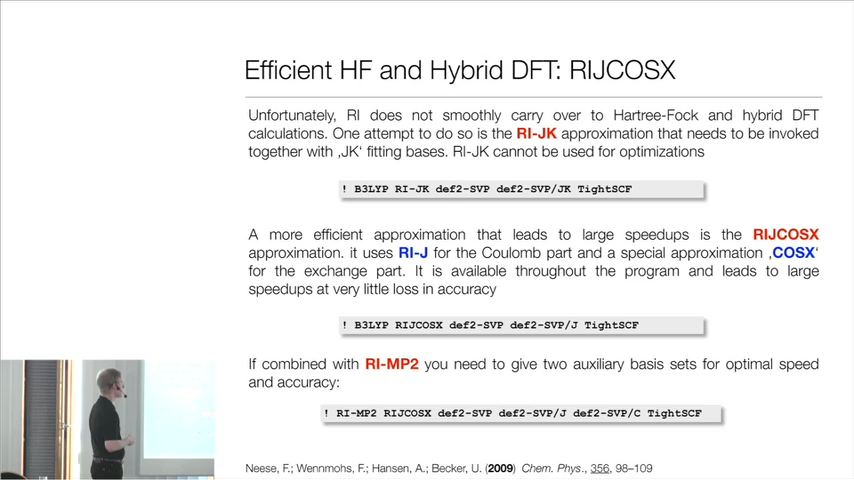 Efficient HF and Hybrid DFT: RIJCOSX
Unfortunately, RI does not smoothly carry over to Hartree-Fock and hybrid DFT
calculations. One attempt to do so is the RI-JK approximation that needs to be invoked
together with ‚JK‘ fitting bases. RI-JK cannot be used for optimizations
! B3LYP RI-JK def2-SVP def2-SVP/JK TightSCF
A more efficient approximation that leads to large speedups is the RIJCOSX
approximation. it uses RI-J for the Coulomb part and a special approximation ‚COSX‘
for the exchange part. It is available throughout the program and leads to large
speedups at very little loss in accuracy
! B3LYP RIJCOSX def2-SVP def2-SVP/J TightSCF
If combined with RI-MP2 you need to give two auxiliary basis sets for optimal speed
and accuracy:
! RI-MP2 RIJCOSX def2-SVP def2-SVP/J def2-SVP/C TightSCF
Neese, F.; Wennmohs, F.; Hansen, A.; Becker, U. (2009) Chem. Phys., 356, 98–109